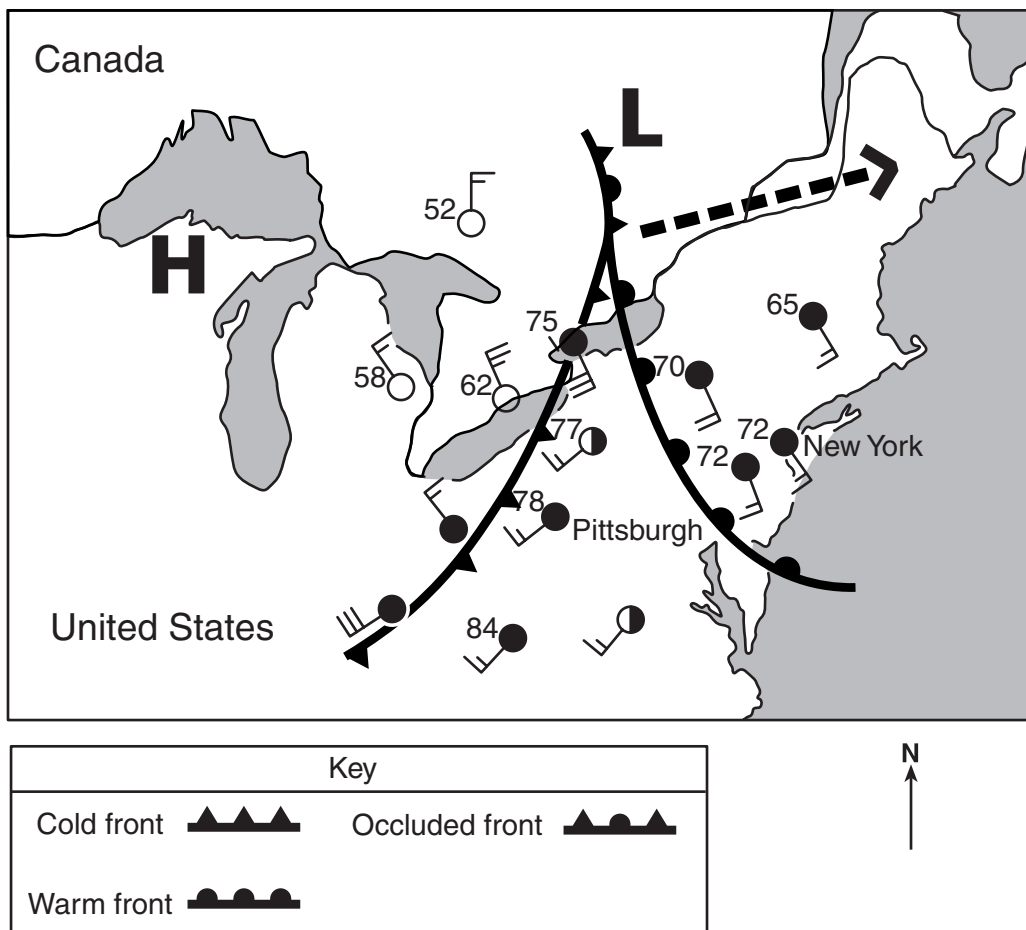 Canada
L
52
H
65
75
70
58
62
77
72
New York
72
78
Pittsburgh
United States
84
Key
N
Cold front
Occluded front
Warm front